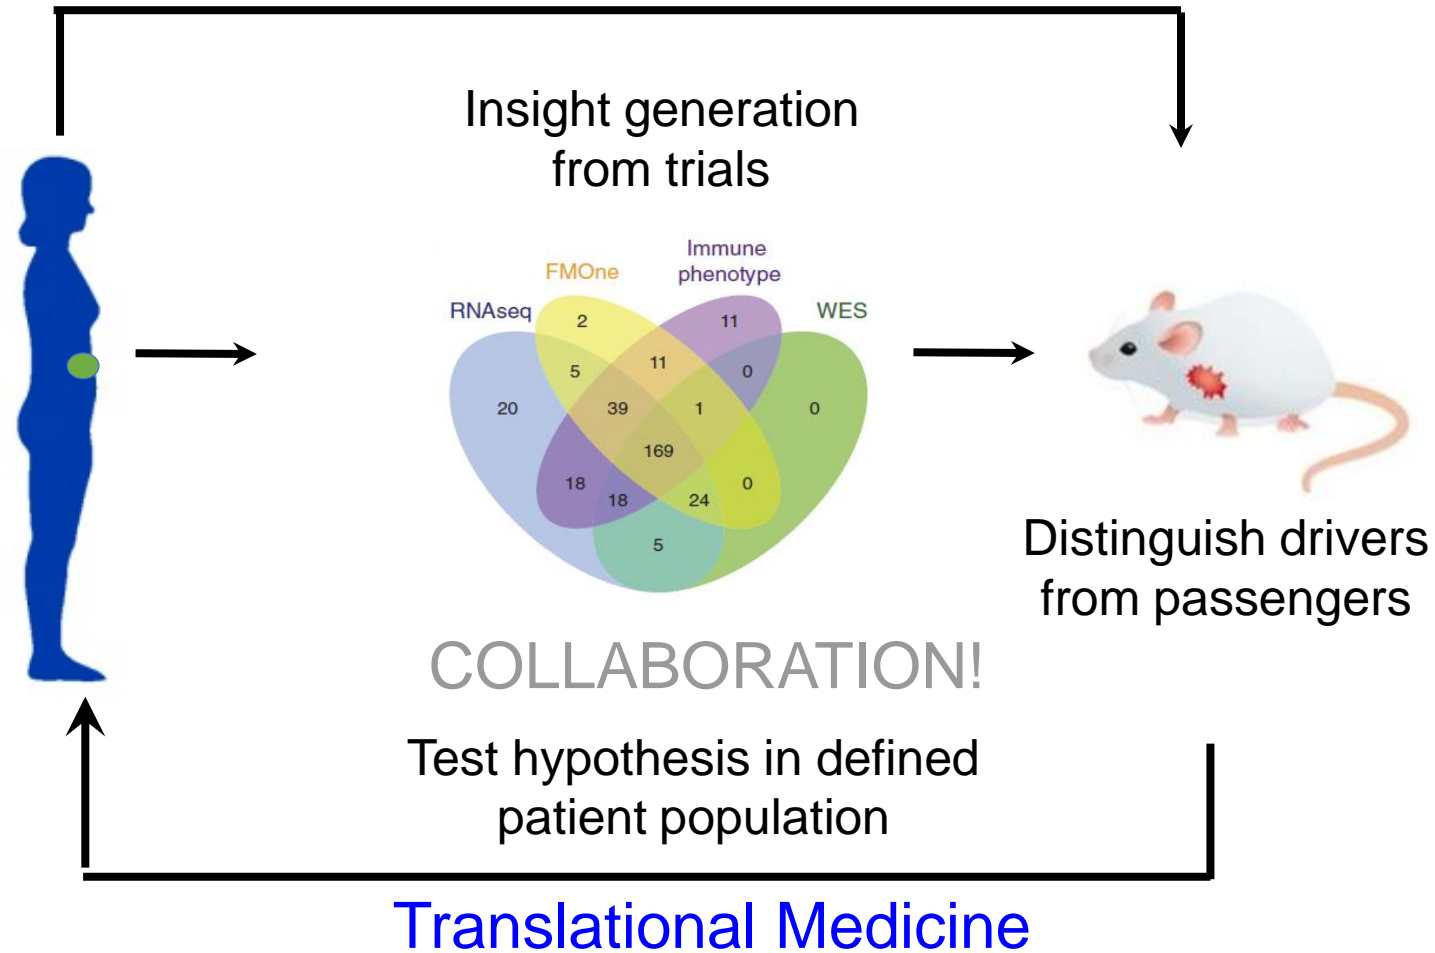 Insight generation
from trials
Immune
phenotype
FMOne
RNAseq
WES
2
11
5
11
0
20
39
1
0
169
18
18
24
0
5
Distinguish drivers
from passengers
COLLABORATION!
Test hypothesis in defined
patient population
Translational Medicine